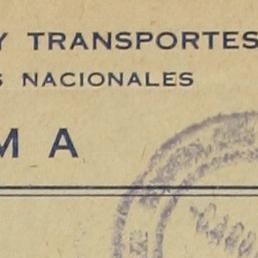 Y TRANSPORTES
S NACIONALES
M A